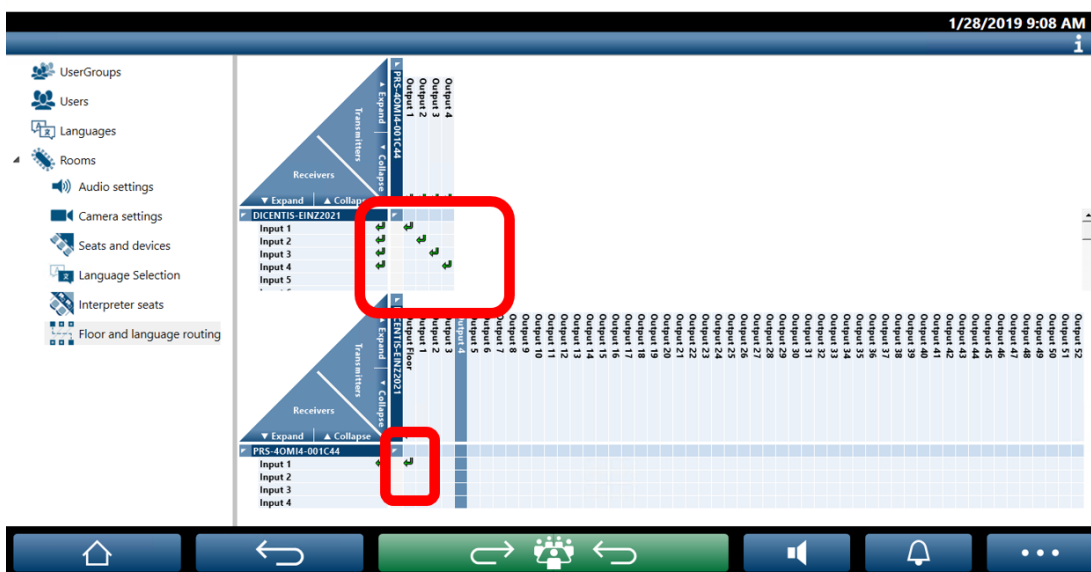 1/28/2019 9:08 AM
i
UserGroups
Users
Languages
Rooms
Audio settings
Camera settings
Seats and devices
Language Selection
Interpreter seats
Floor and language routing
PRS-4OMI4-001C44
Output 1
Output 2
Output 3
Output 4
Expand
Collapse
Transmitters
Receivers
Expand
DICENTIS-EINZ2021
Input 1
Input 2
Input 3
Input 4
Input 5
Expand
Collapse
Transmitters
Output Floor
Output 1
Output 2
Output 3
Output 4
Output 5
Output 6
Output 7
Output 8
Output 9
Output 10
Output 11
Output 12
Output 13
Output 14
Output 15
Output 16
Output 17
Output 18
Output 19
Output 20
Output 21
Output 22
Output 23
Output 24
Output 25
Output 26
Output 27
Output 28
Output 29
Output 30
Output 31
Output 32
Output 33
Output 34
Output 35
Output 36
Output 37
Output 38
Output 39
Output 40
Output 41
Output 42
Output 43
Output 44
Output 45
Output 46
Output 47
Output 48
Output 49
Output 50
Output 51
Output 52
Receivers
Expand
Collapse
PRS-4OMI4-001C44
Input 1
Input 2
Input 3
Input 4